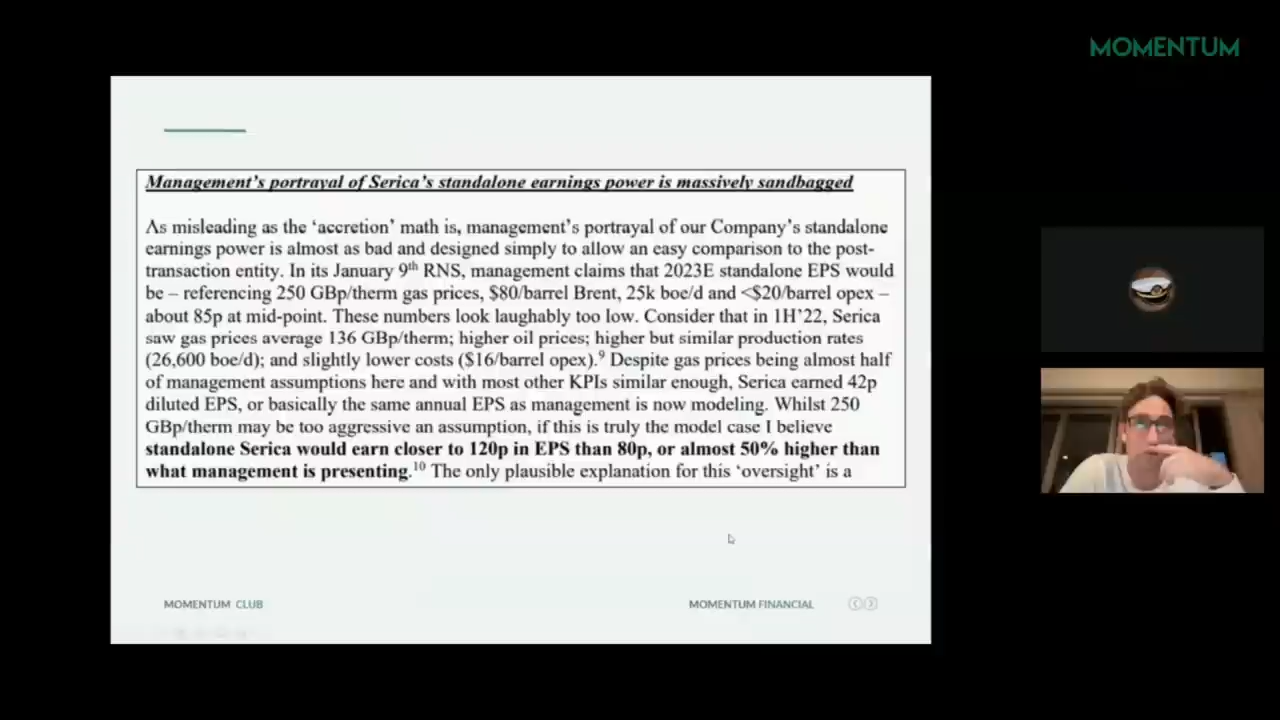 MOMENTUM
Management's portrayal of Serica's standalone earnings power is massively sandbagged
As misleading as the 'accretion' math is, management's portrayal of our Company's standalone
earnings power is almost as bad and designed simply to allow an easy comparison to the post-
transaction entity. In its January 9th RNS, management claims that 2023E standalone EPS would
be – referencing 250 GBp/therm gas prices, $80/barrel Brent, 25k boe/d and <$20/barrel opex –
about 85p at mid-point. These numbers look laughably too low. Consider that in 1H'22, Serica
saw gas prices average 136 GBp/therm; higher oil prices; higher but similar production rates
(26,600 boe/d); and slightly lower costs ($16/barrel opex).9 Despite gas prices being almost half
of management assumptions here and with most other KPIs similar enough, Serica earned 42p
diluted EPS, or basically the same annual EPS as management is now modeling. Whilst 250
GBp/therm may be too aggressive an assumption, if this is truly the model case I believe
standalone Serica would earn closer to 120p in EPS than 80p, or almost 50% higher than
what management is presenting.10 The only plausible explanation for this 'oversight' is a
MOMENTUM CLUB
MOMENTUM FINANCIAL